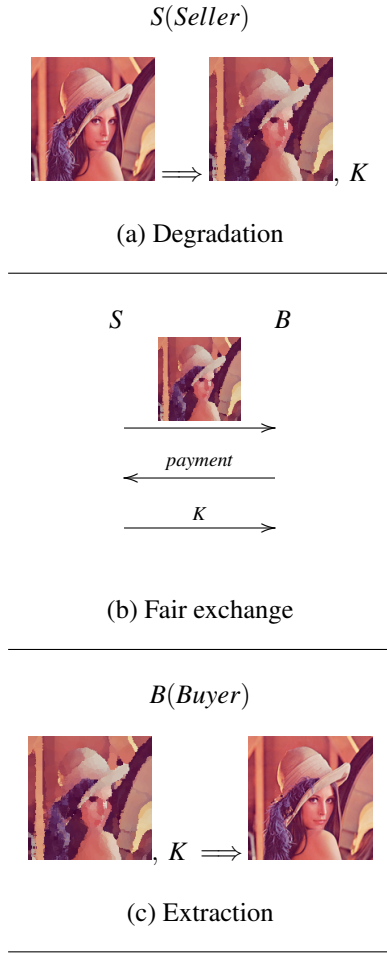 S(Seller)
⟹ , K
(a) Degradation
S B
payment
K
(b) Fair exchange
B(Buyer)
, K ⟹
(c) Extraction